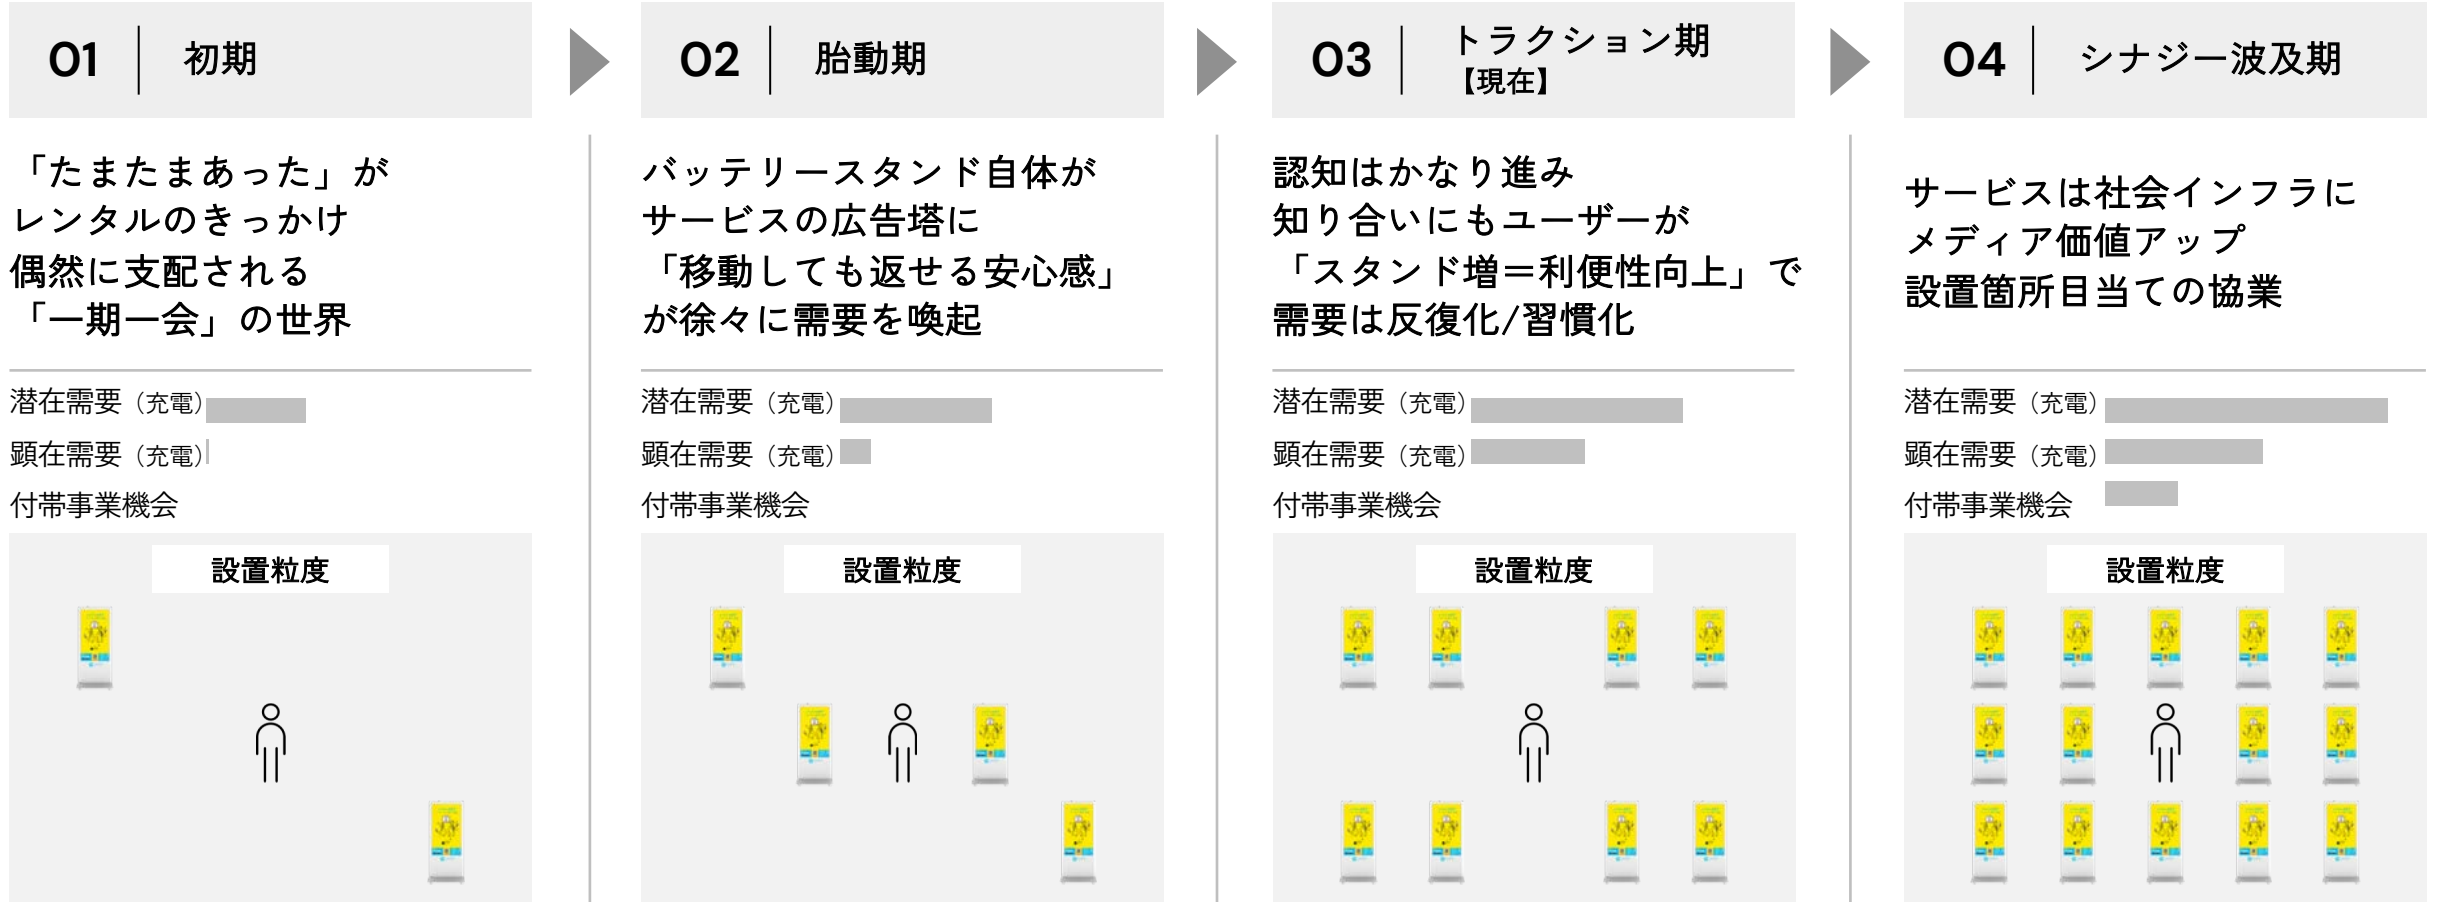 01 初期
「たまたまあった」が
レンタルのきっかけ
偶然に支配される
「一期一会」の世界
潜在需要（充電）
顕在需要（充電）
付帯事業機会
設置粒度
02 胎動期
バッテリースタンド自体が
サービスの広告塔に
「移動しても返せる安心感」
が徐々に需要を喚起
潜在需要（充電）
顕在需要（充電）
付帯事業機会
設置粒度
03 トラクション期
【現在】
認知はかなり進み
知り合いにもユーザーが
「スタンド増＝利便性向上」で
需要は反復化/習慣化
潜在需要（充電）
顕在需要（充電）
付帯事業機会
設置粒度
04 シナジー波及期
サービスは社会インフラに
メディア価値アップ
設置箇所目当ての協業
潜在需要（充電）
顕在需要（充電）
付帯事業機会
設置粒度